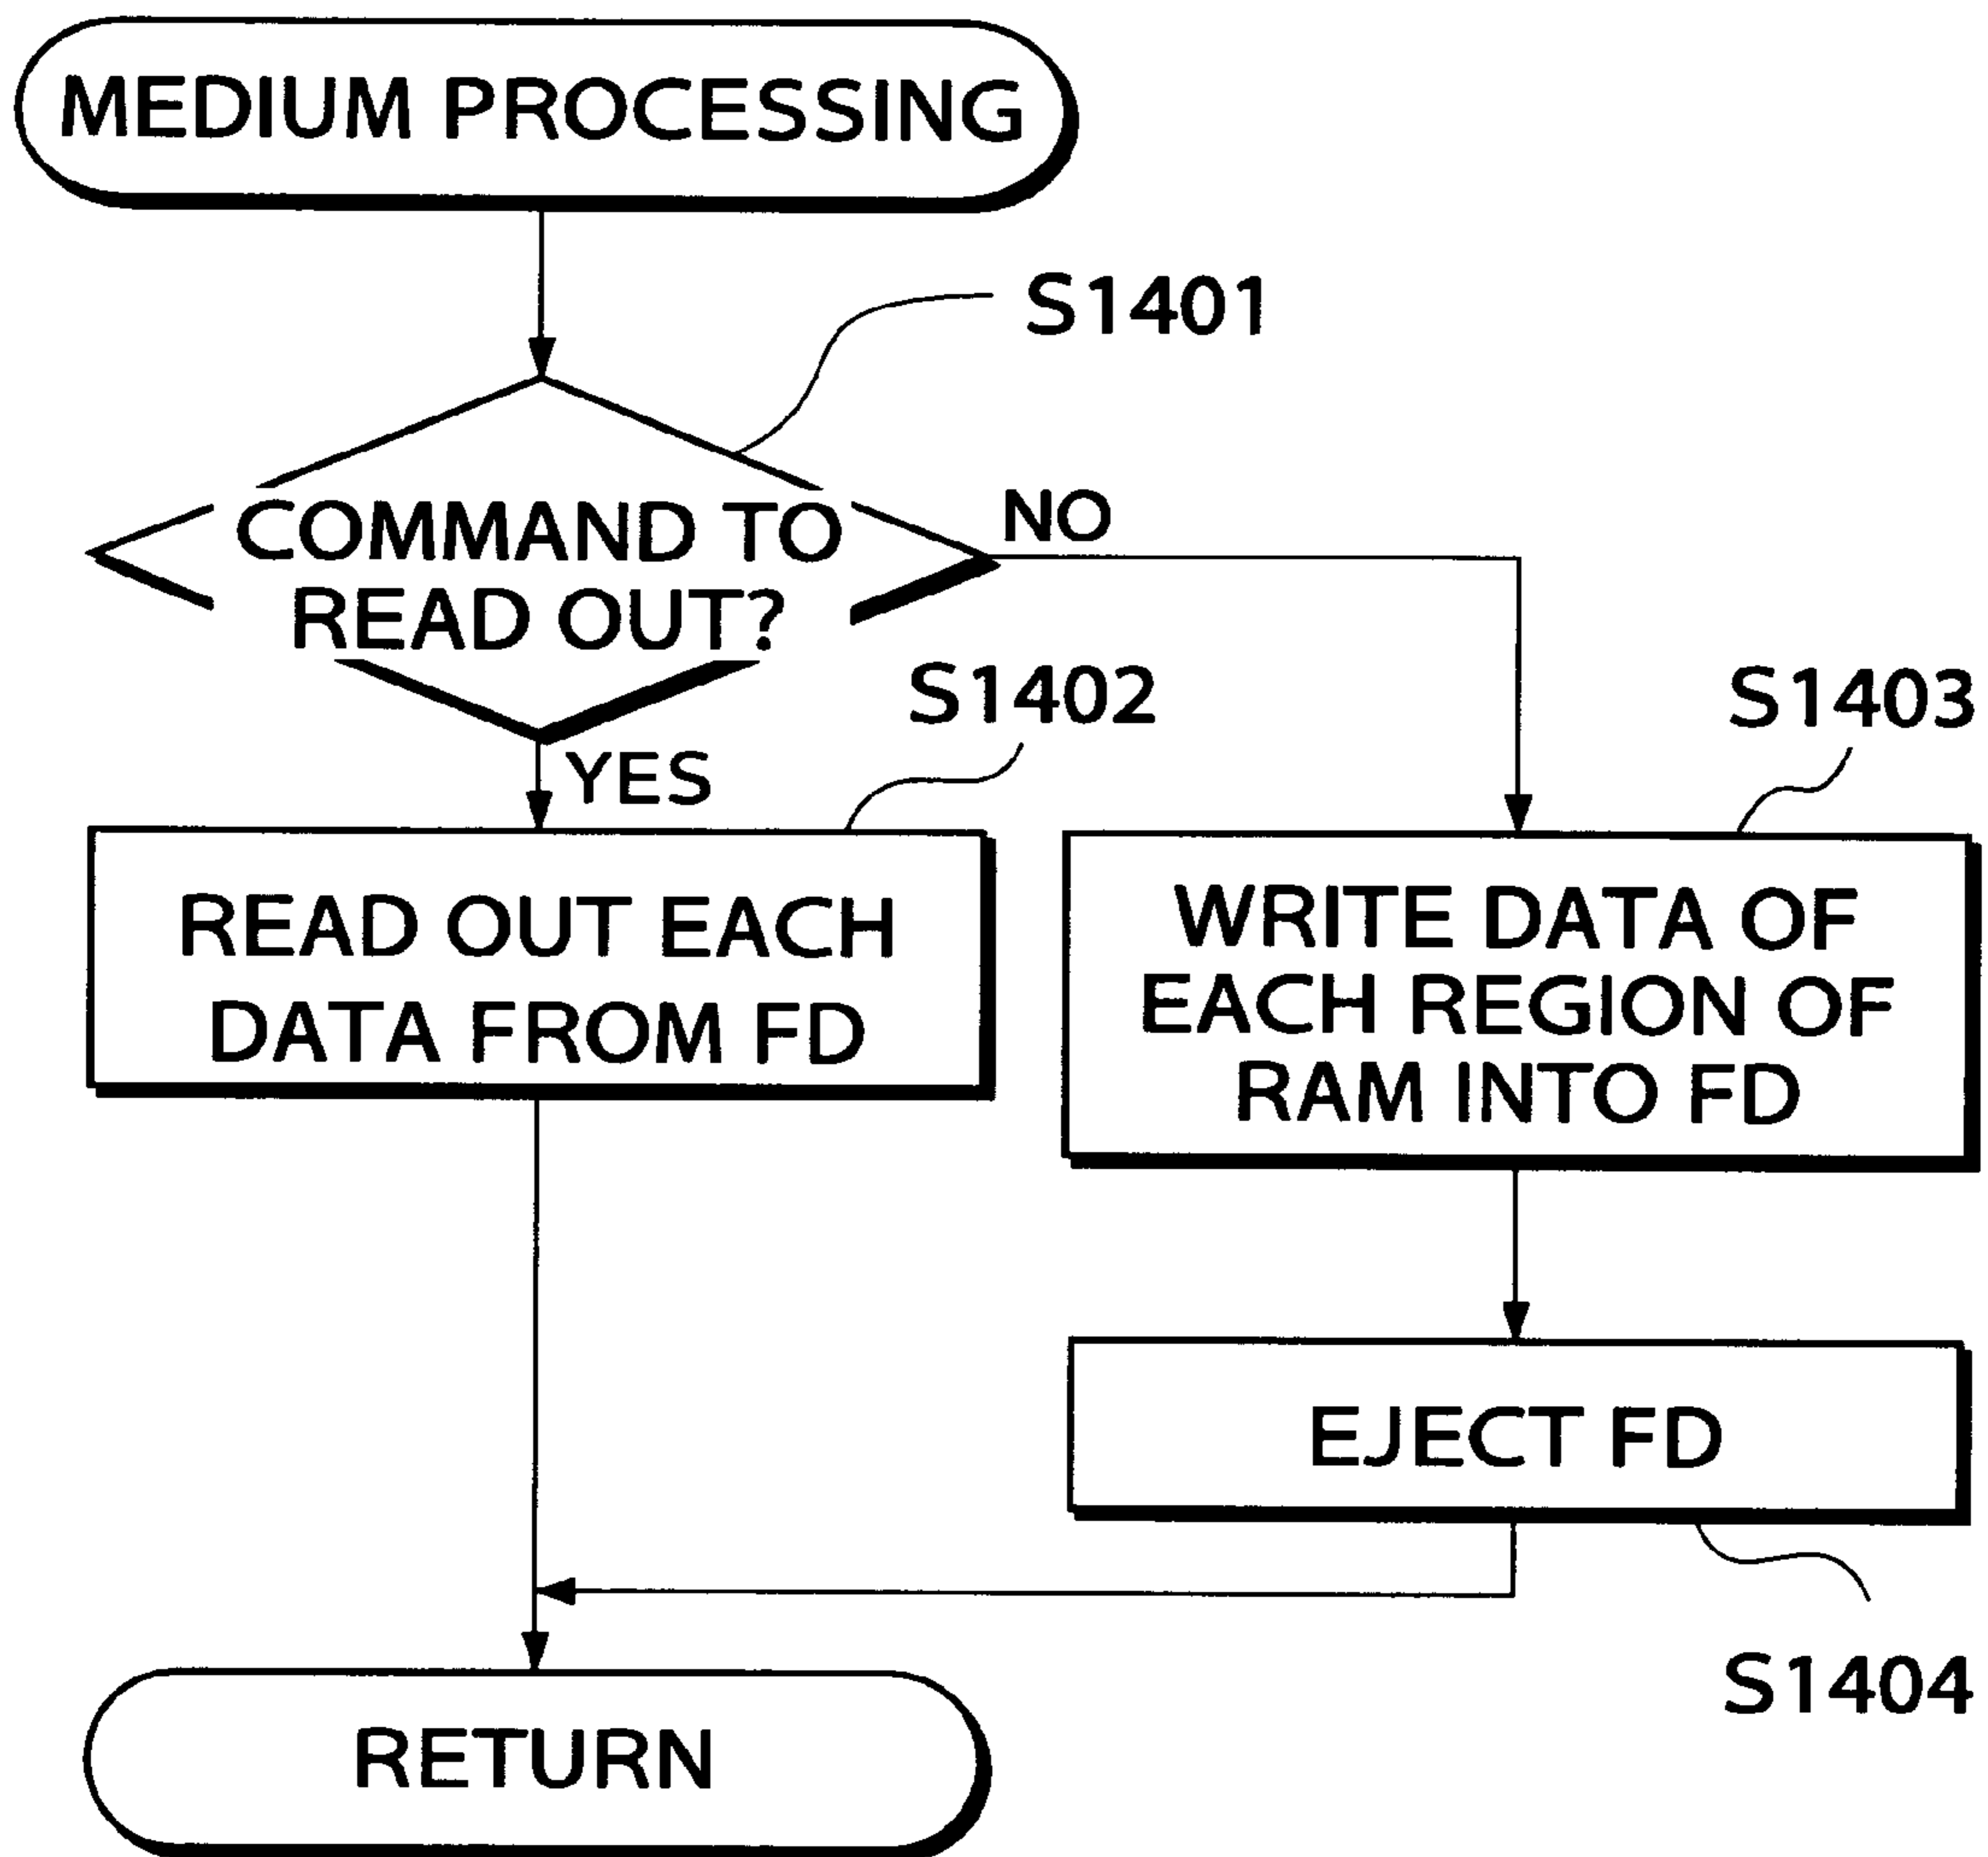 MEDIUM PROCESSING
S1401
COMMAND TO
READ OUT?
NO
YES
S1402
S1403
READ OUT EACH
DATA FROM FD
WRITE DATA OF
EACH REGION OF
RAM INTO FD
EJECT FD
S1404
RETURN